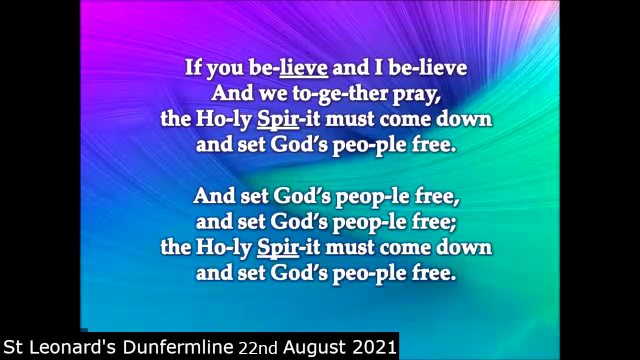 If you be-lieve and I be-lieve
And we to-ge-ther pray,
the Ho-ly Spir-it must come down
and set God’s peo-ple free.
And set God’s peop-le free,
and set God’s peop-le free;
the Ho-ly Spir-it must come down
and set God’s peo-ple free.
St Leonard's Dunfermline 22nd August 2021